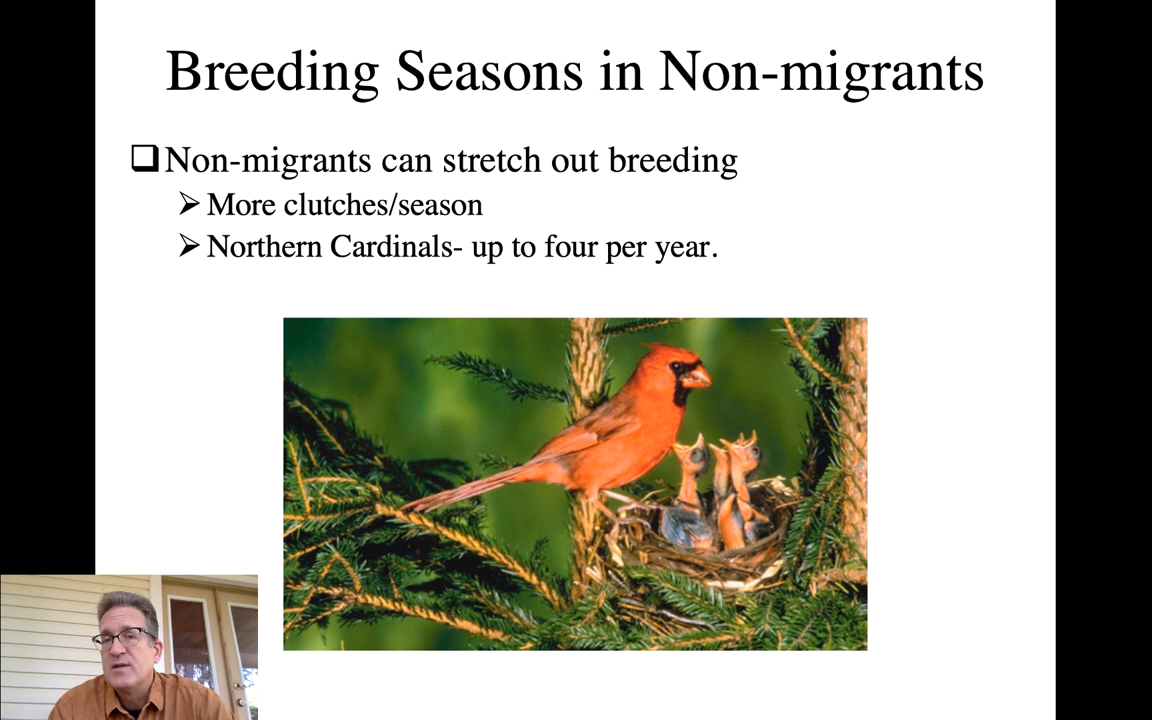 Breeding Seasons in Non-migrants
Non-migrants can stretch out breeding
More clutches/season
Northern Cardinals- up to four per year.